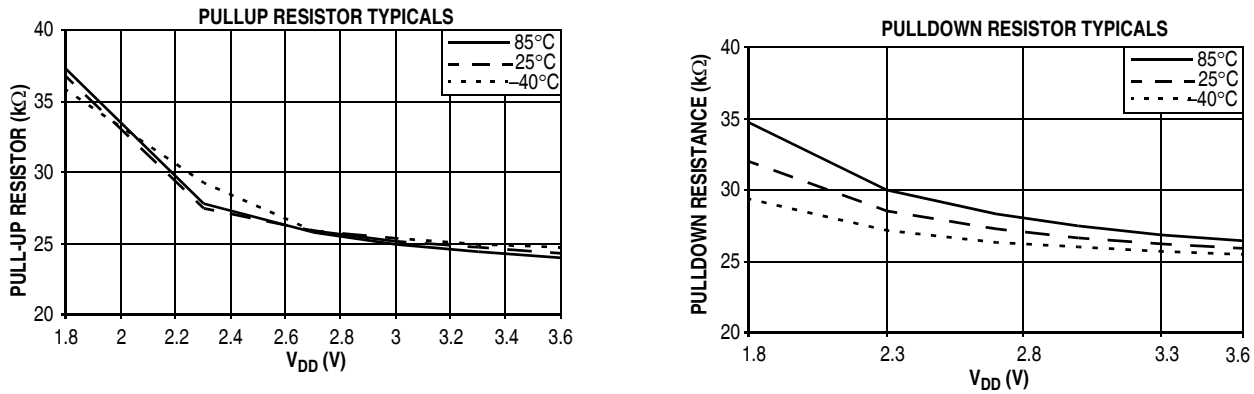 PULLUP RESISTOR TYPICALS
PULL-UP RESISTOR (kΩ)
40
35
30
25
20
85°C
25°C
–40°C
1.8 2 2.2 2.4 2.6 2.8 3 3.2 3.4 3.6
VDD (V)
PULLDOWN RESISTOR TYPICALS
PULLDOWN RESISTANCE (kΩ)
40
35
30
25
20
85°C
25°C
–40°C
1.8 2.3 2.8 3.3 3.6
VDD (V)